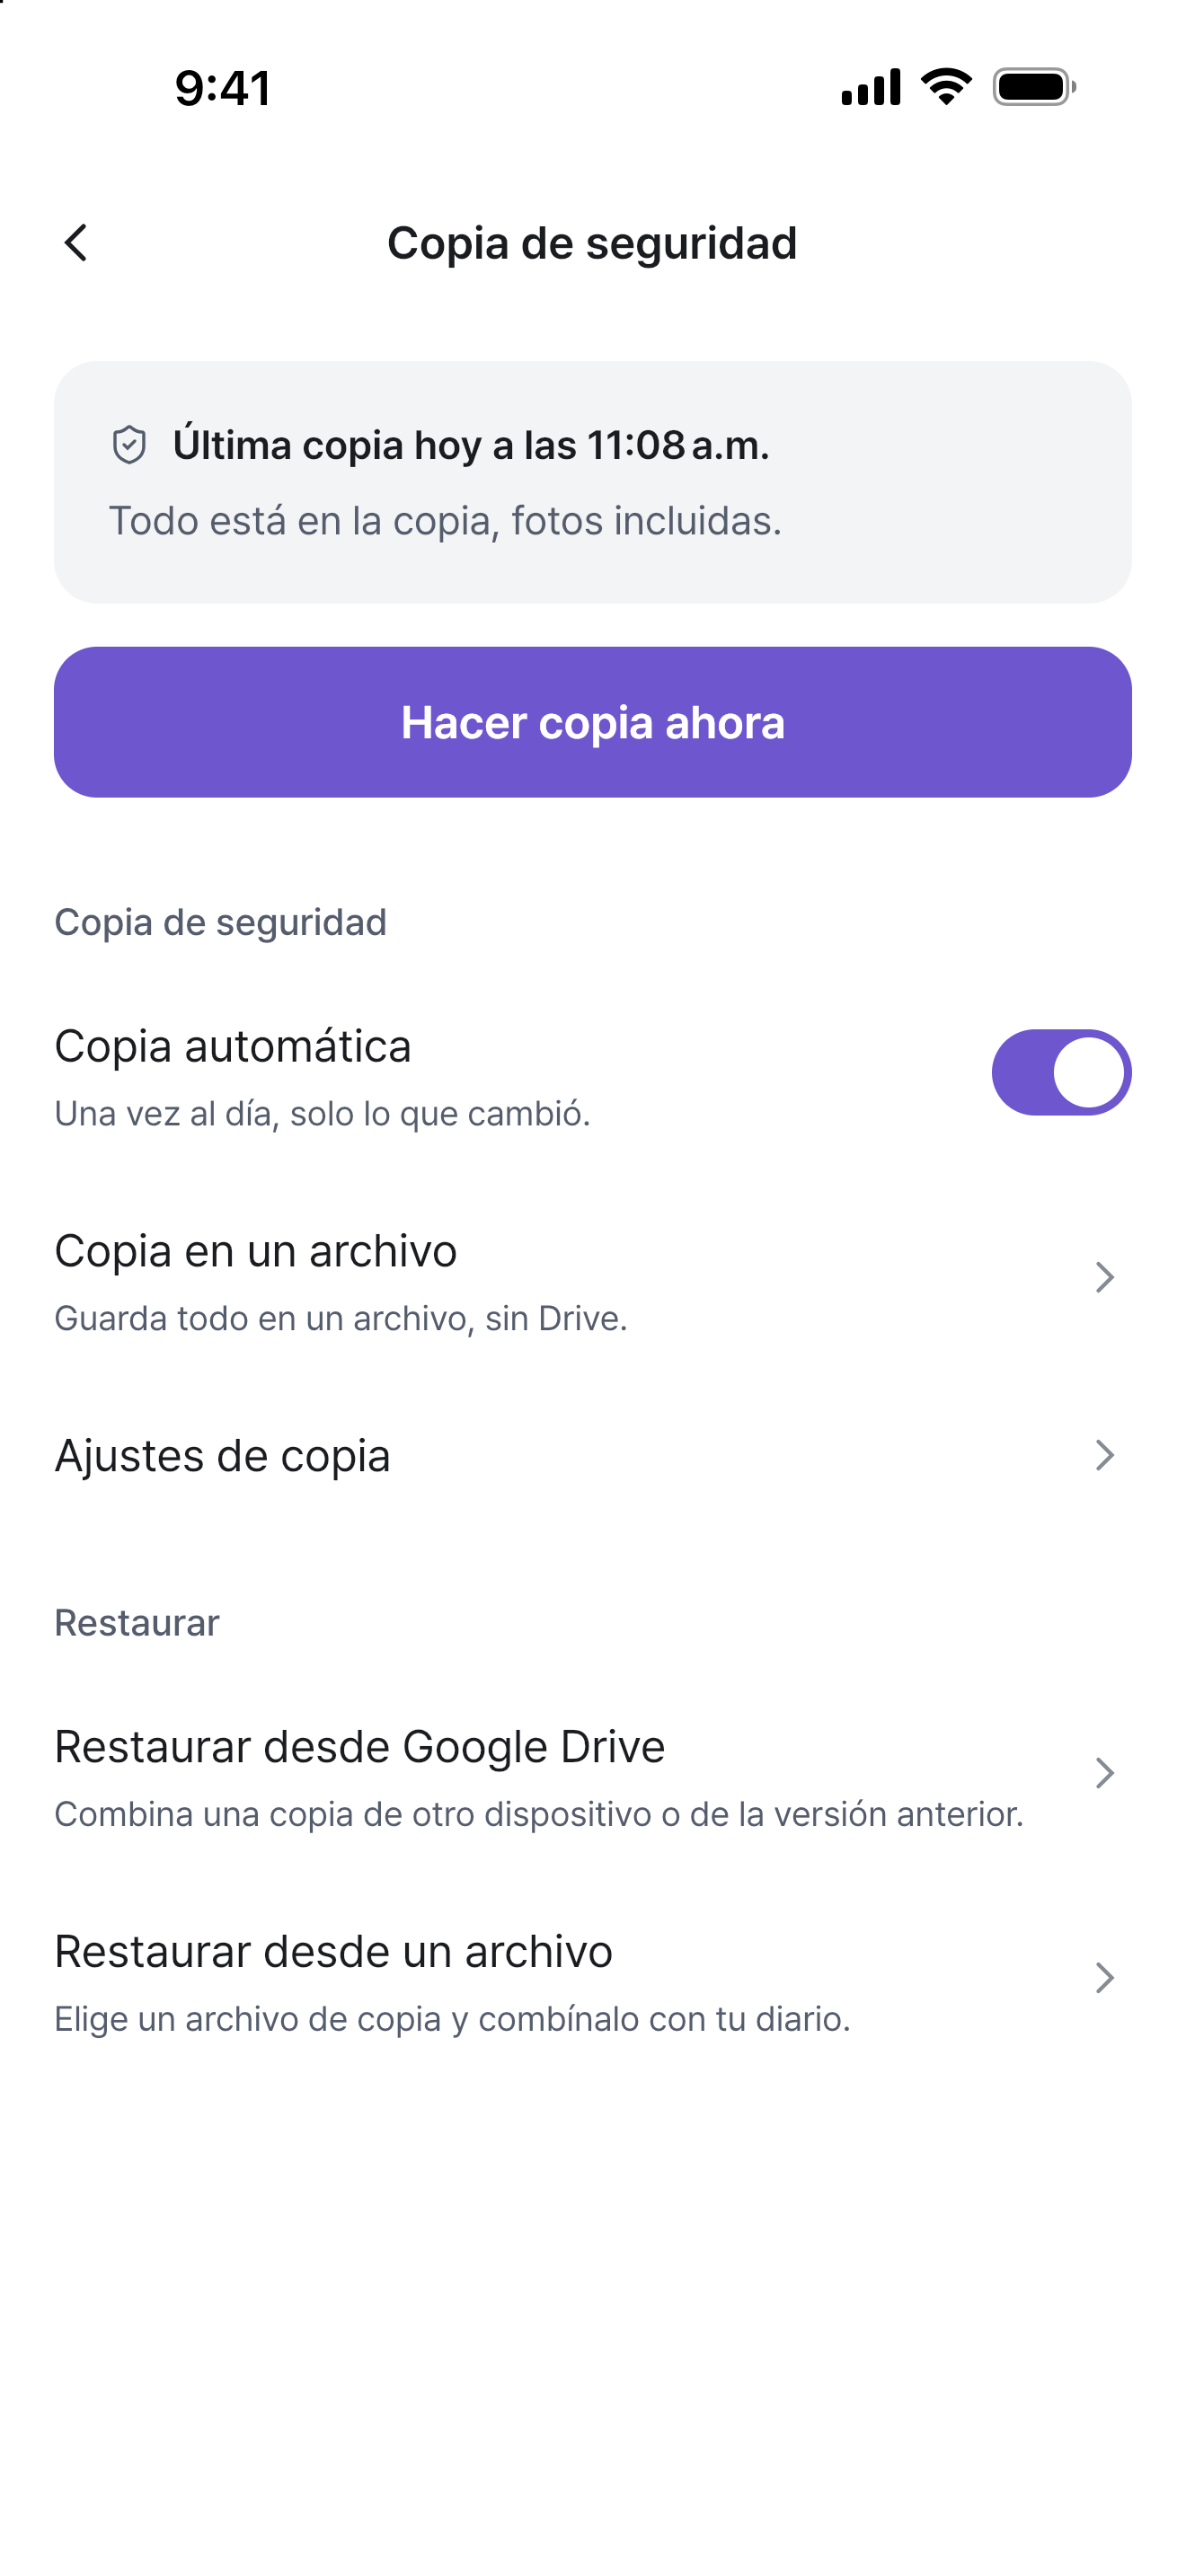 9:41
Copia de seguridad
Última copia hoy a las 11:08 a.m.
Todo está en la copia, fotos incluidas.
Hacer copia ahora
Copia de seguridad
Copia automática
Una vez al día, solo lo que cambió.
Copia en un archivo
Guarda todo en un archivo, sin Drive.
Ajustes de copia
Restaurar
Restaurar desde Google Drive
Combina una copia de otro dispositivo o de la versión anterior.
Restaurar desde un archivo
Elige un archivo de copia y combínalo con tu diario.